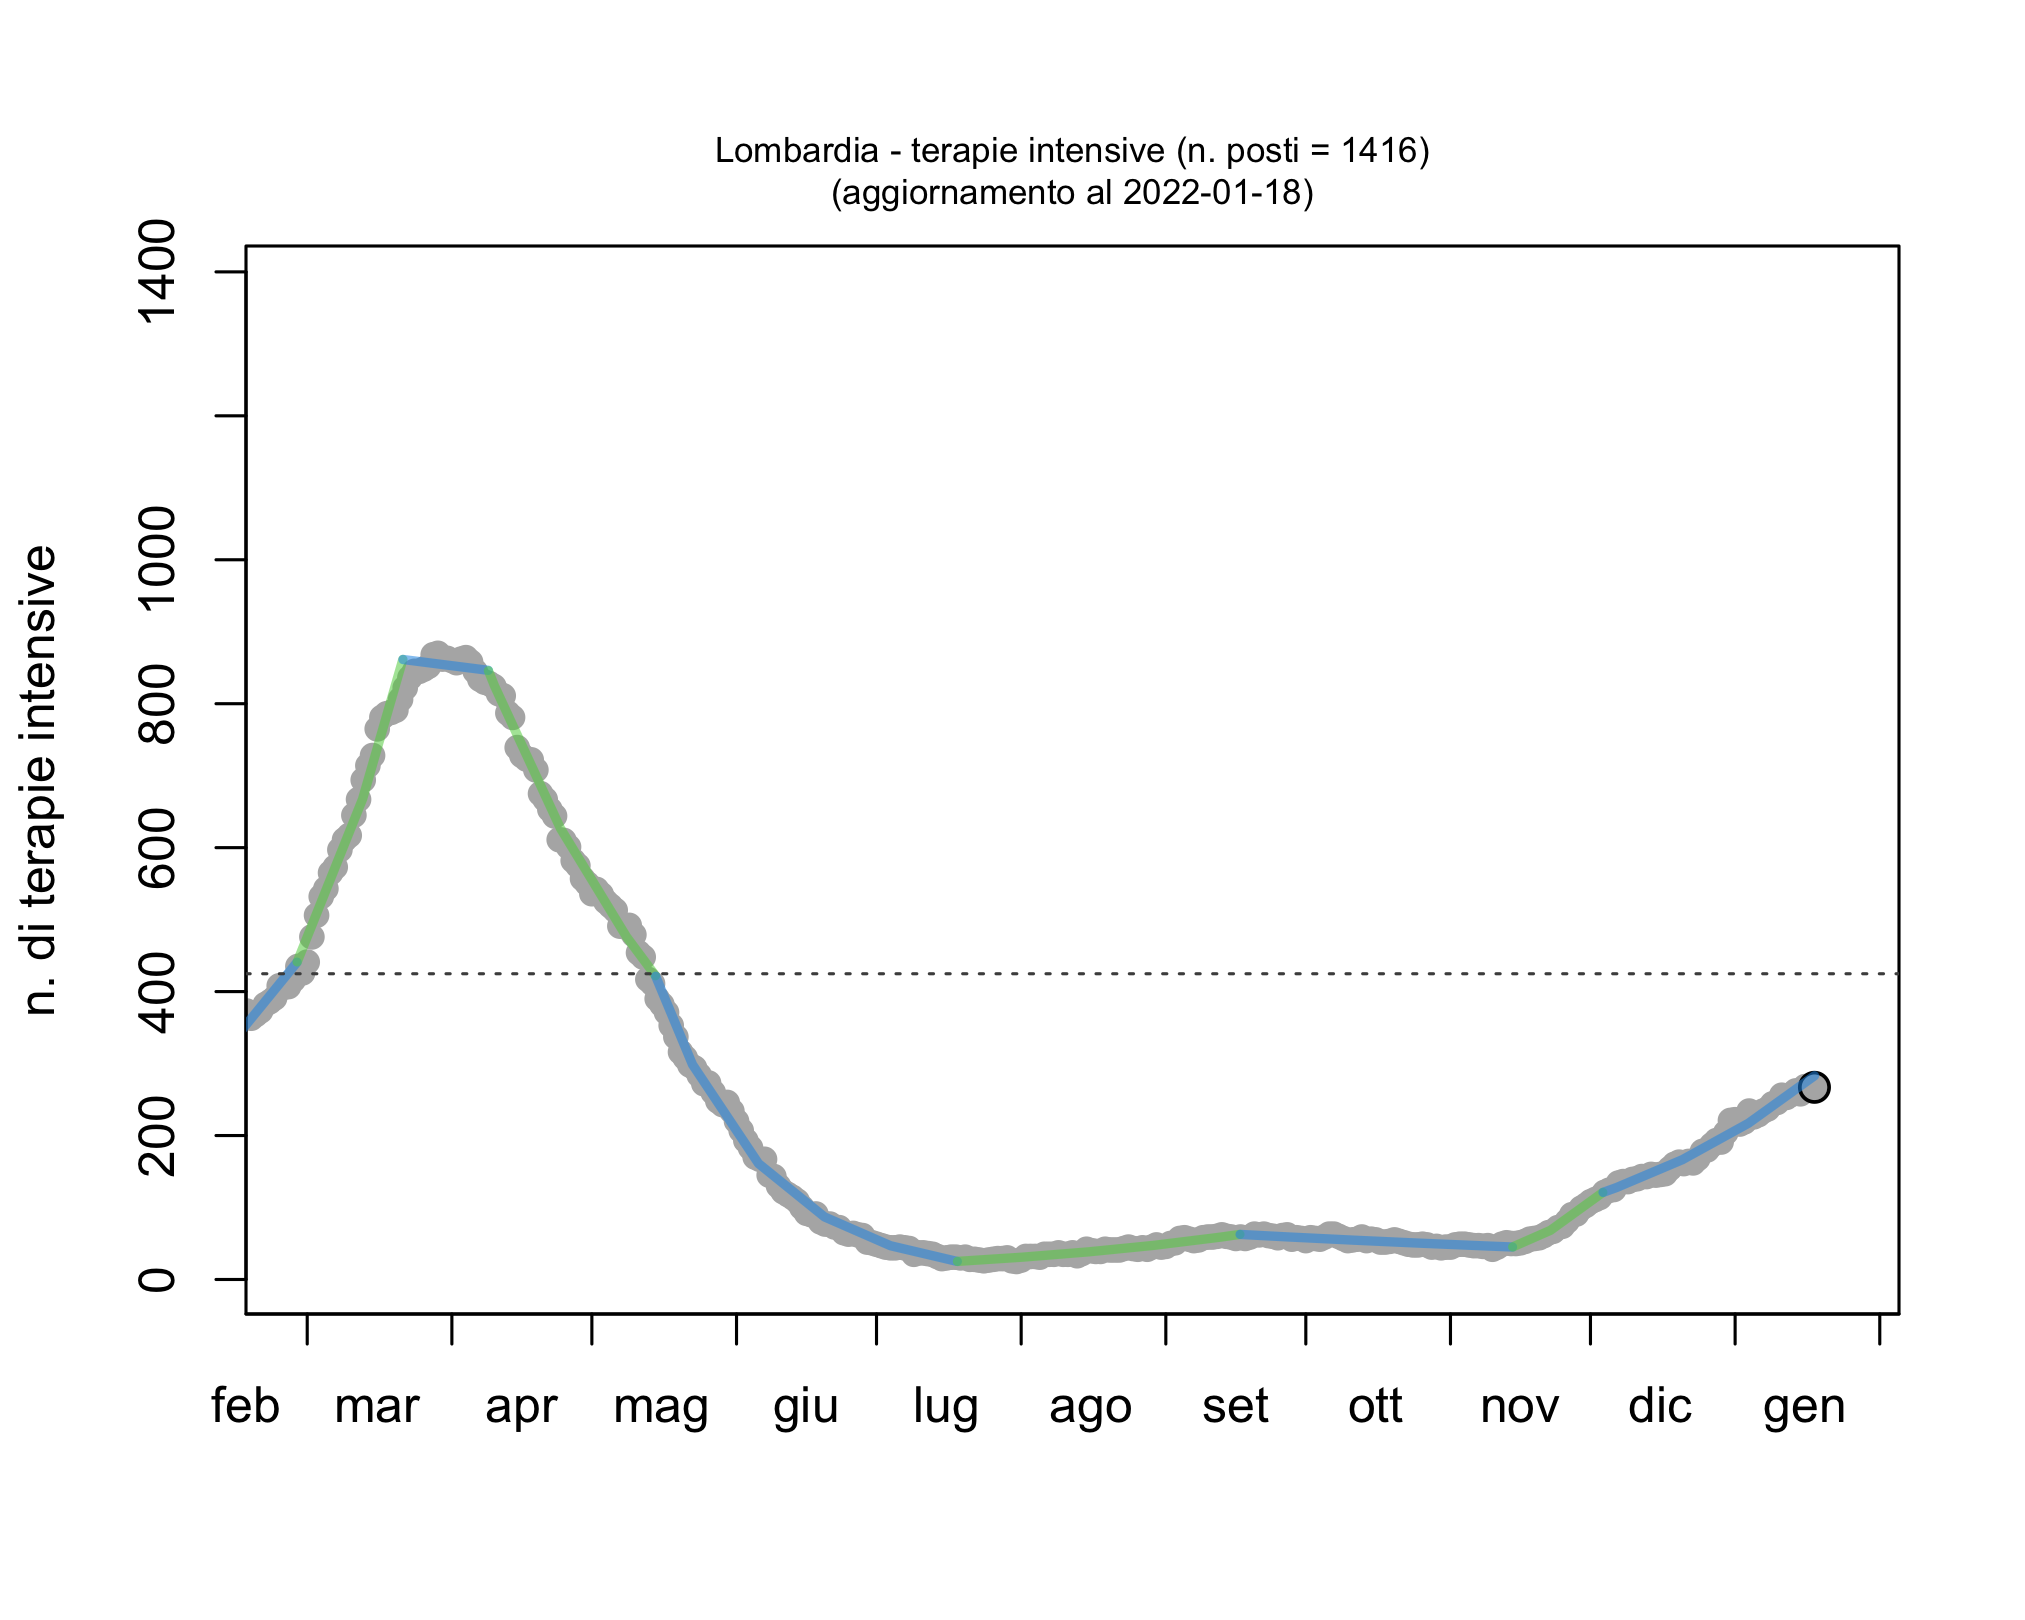 Lombardia - terapie intensive (n. posti = 1416)
(aggiornamento al 2022-01-18)
n. di terapie intensive
1400
1000
800
600
400
200
0
feb mar apr mag giu lug ago set ott nov dic gen